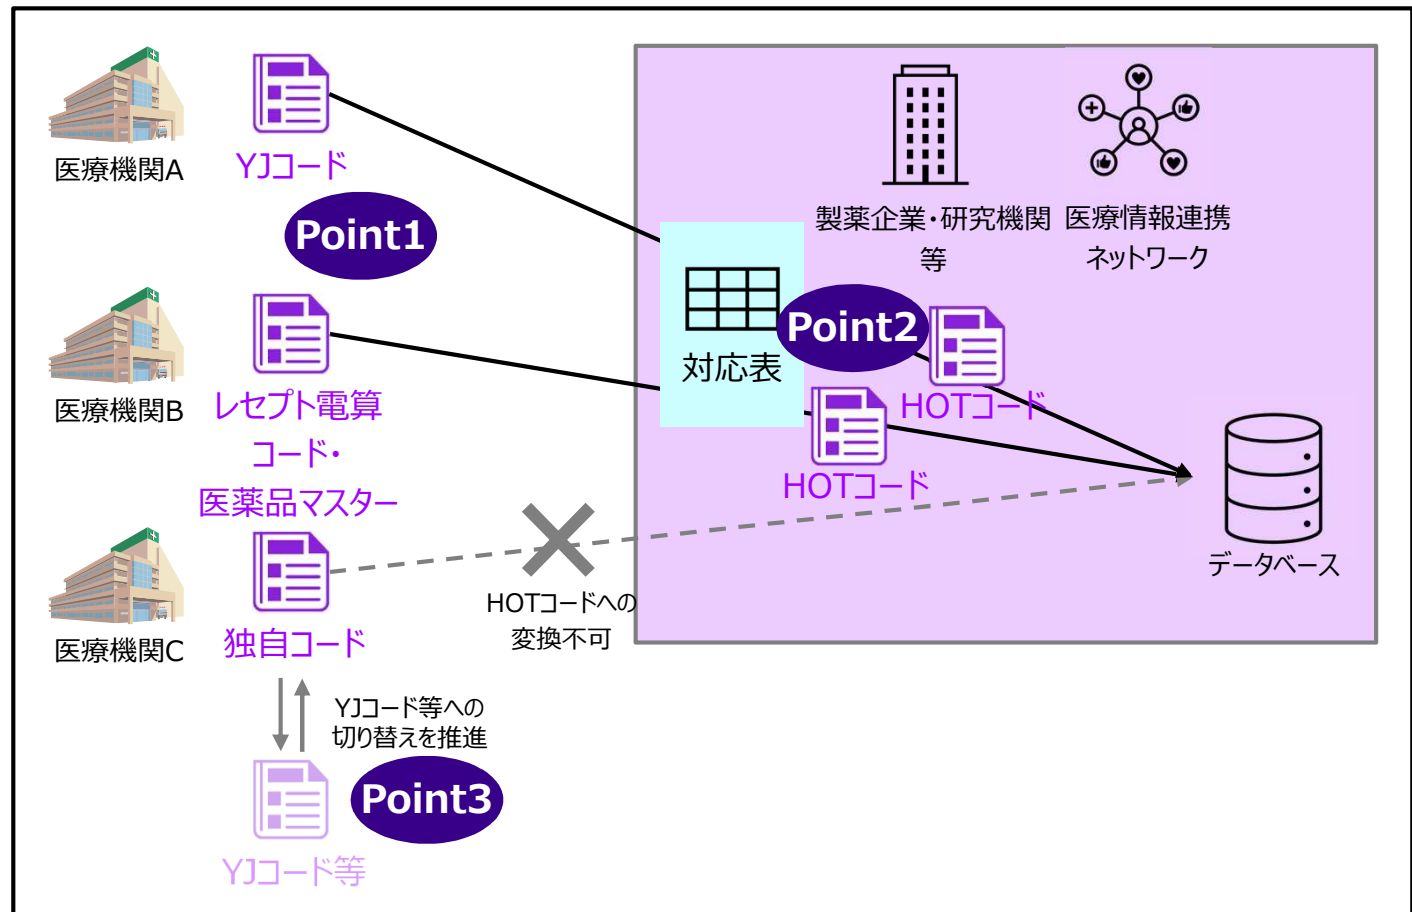 医療機関A
YJコード
Point1
製薬企業・研究機関
等
医療情報連携
ネットワーク
対応表
Point2
HOTコード
HOTコード
医療機関B
レセプト電算
コード・
医薬品マスター
データベース
医療機関C
独自コード
HOTコードへの
変換不可
YJコード等への
切り替えを推進
Point3
YJコード等